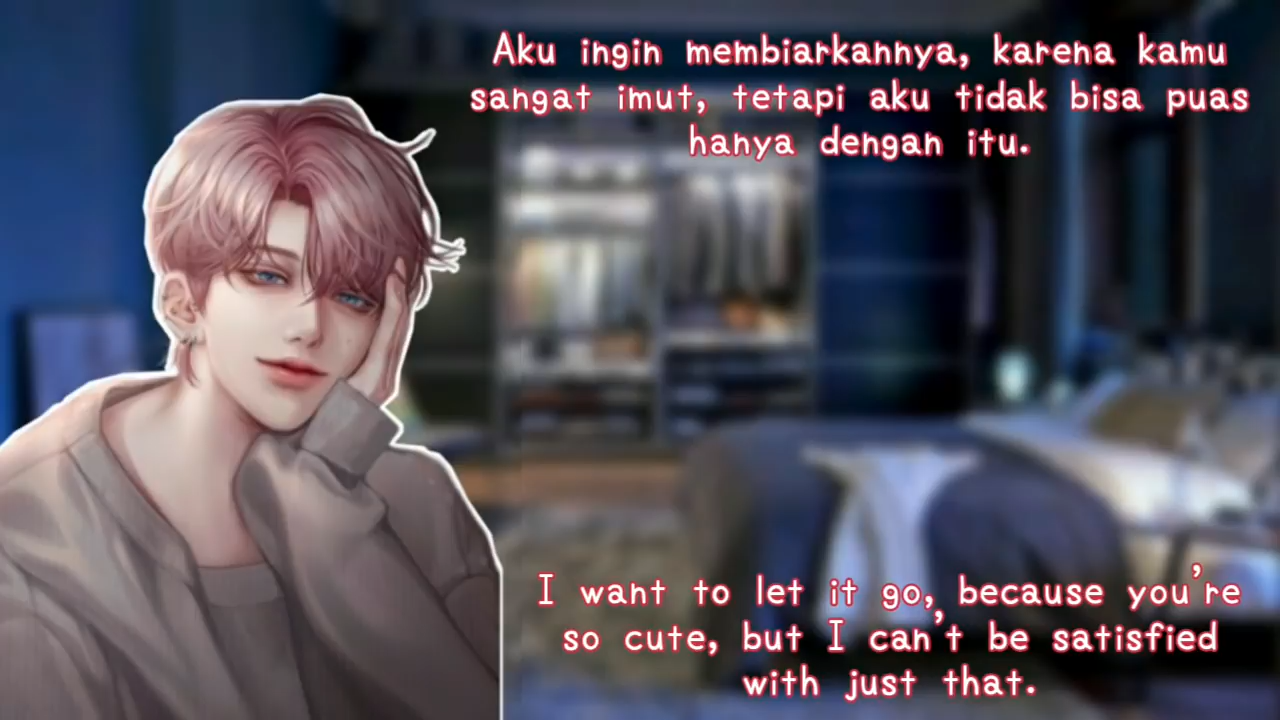 Aku ingin membiarkannya, karena kamu
sangat imut, tetapi aku tidak bisa puas
hanya dengan itu.
I want to let it go, because you're
so cute, but I can't be satisfied
with just that.